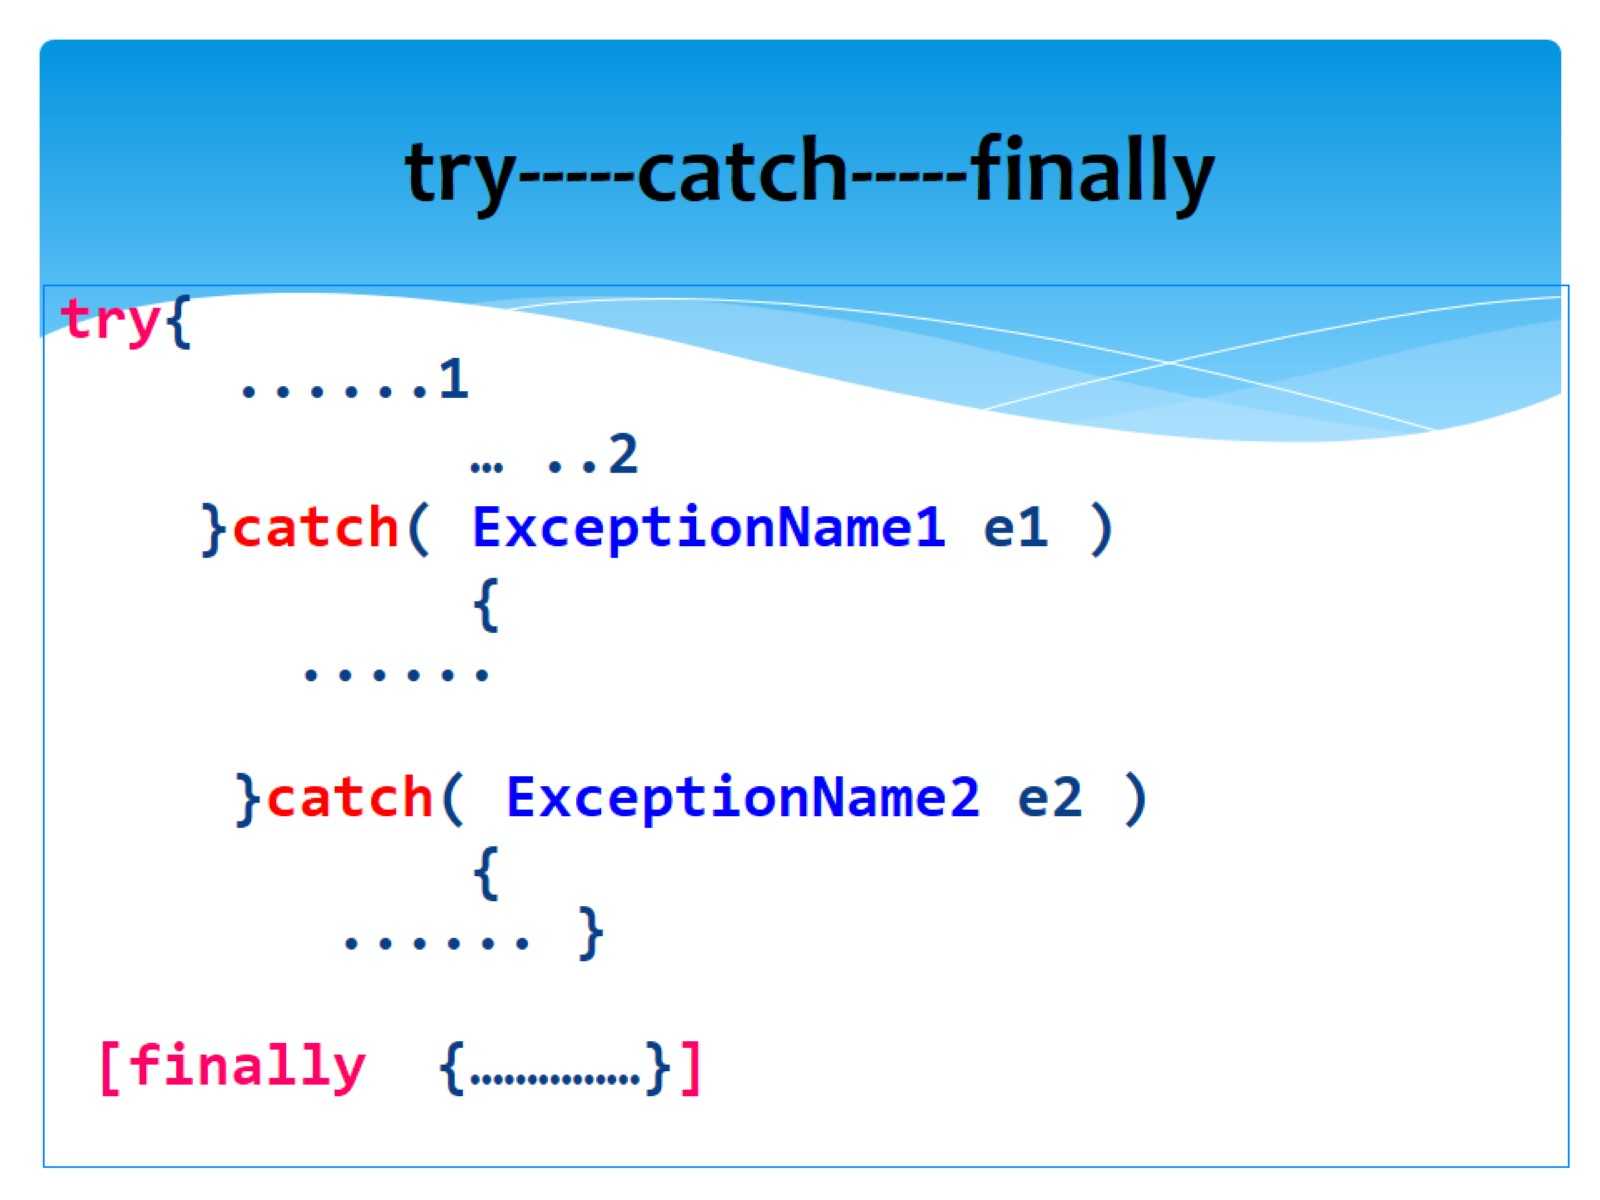 try-----catch-----finally
try{
......1
… ..2
}catch( ExceptionName1 e1 )
{
......
}catch( ExceptionName2 e2 )
{
...... }
[finally  {……………}]